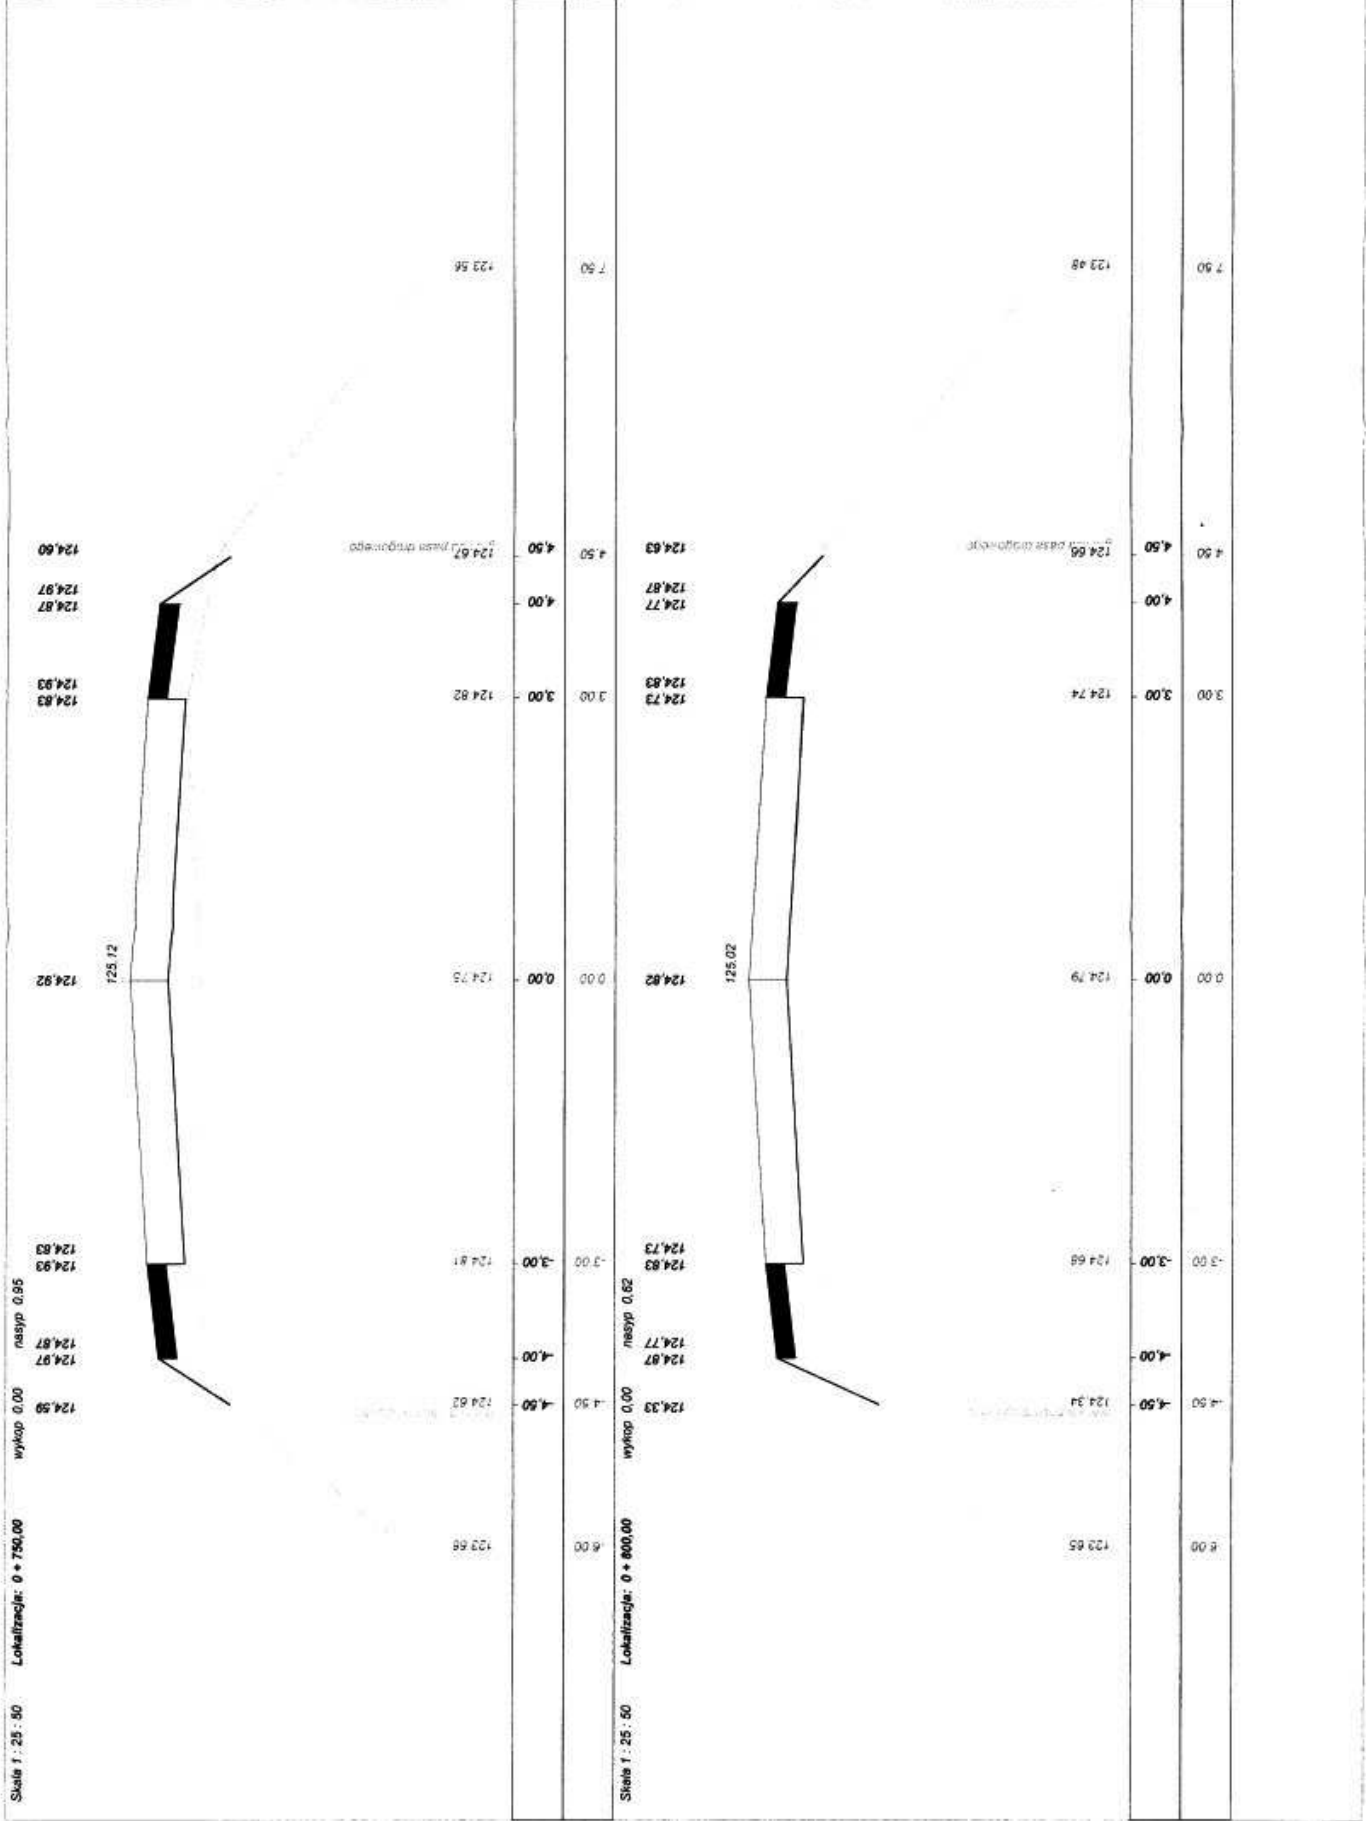 Skala 1 : 25 : 50 Lokalizacja: 0 + 750,00 wykop 0.00 nasyp 0.95
124,59 124,97 124,87 124,93 124,83 124,92 124,83 124,93 124,87 124,97 124,60
125.12
pasa drogowego
123.66 124.62 124.81 124.75 124.82 124.67 123.56
-4,50 -4,00 -3,00 0,00 3,00 4,00 4,50
-6.00 -4.50 -3.00 0.00 3.00 4.50 7.50
Skala 1 : 25 : 50 Lokalizacja: 0 + 800,00 wykop 0,00 nasyp 0,62
124,33 124,87 124,77 124,83 124,73 124,82 124,73 124,83 124,77 124,87 124,63
125.02
pasa drogowego
123.65 124.34 124.68 124.79 124.74 124.66 123.48
-4,50 -4,00 -3,00 0,00 3,00 4,00 4,50
-6.00 -4.50 -3.00 0.00 3.00 4.50 7.50